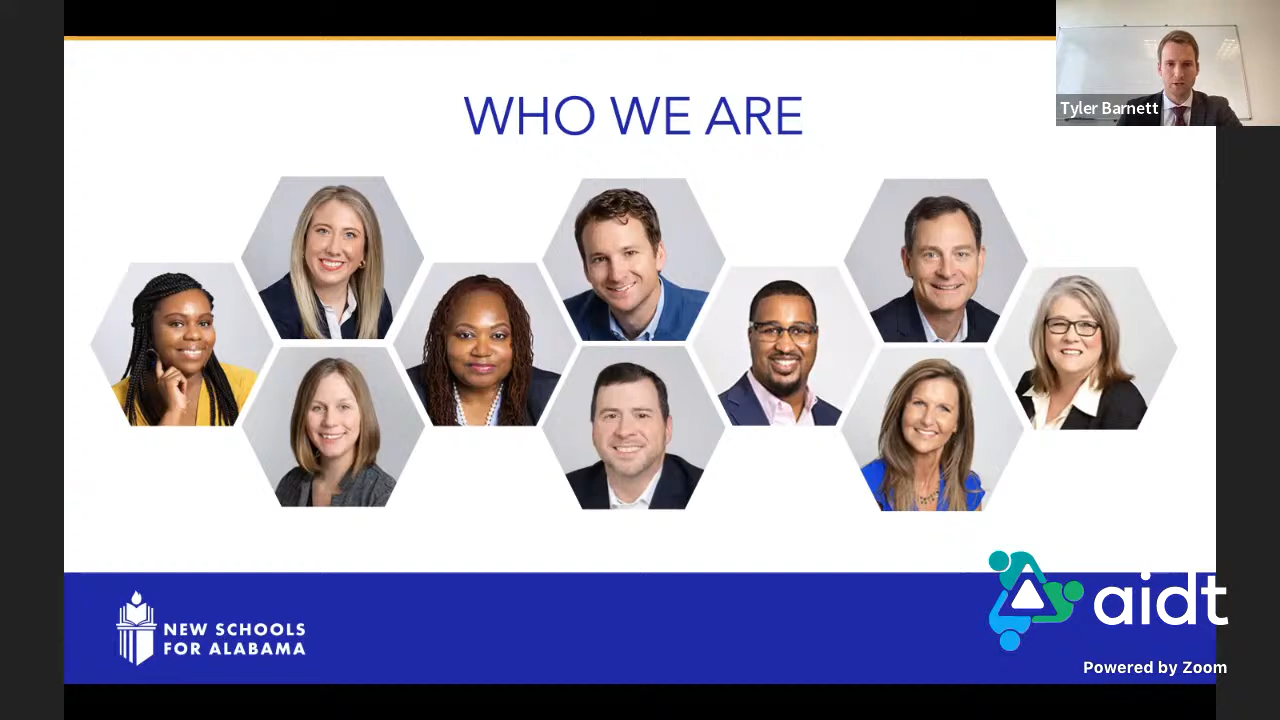 WHO WE ARE
Tyler Barnett
NEW SCHOOLS
FOR ALABAMA
aidt
Powered by Zoom